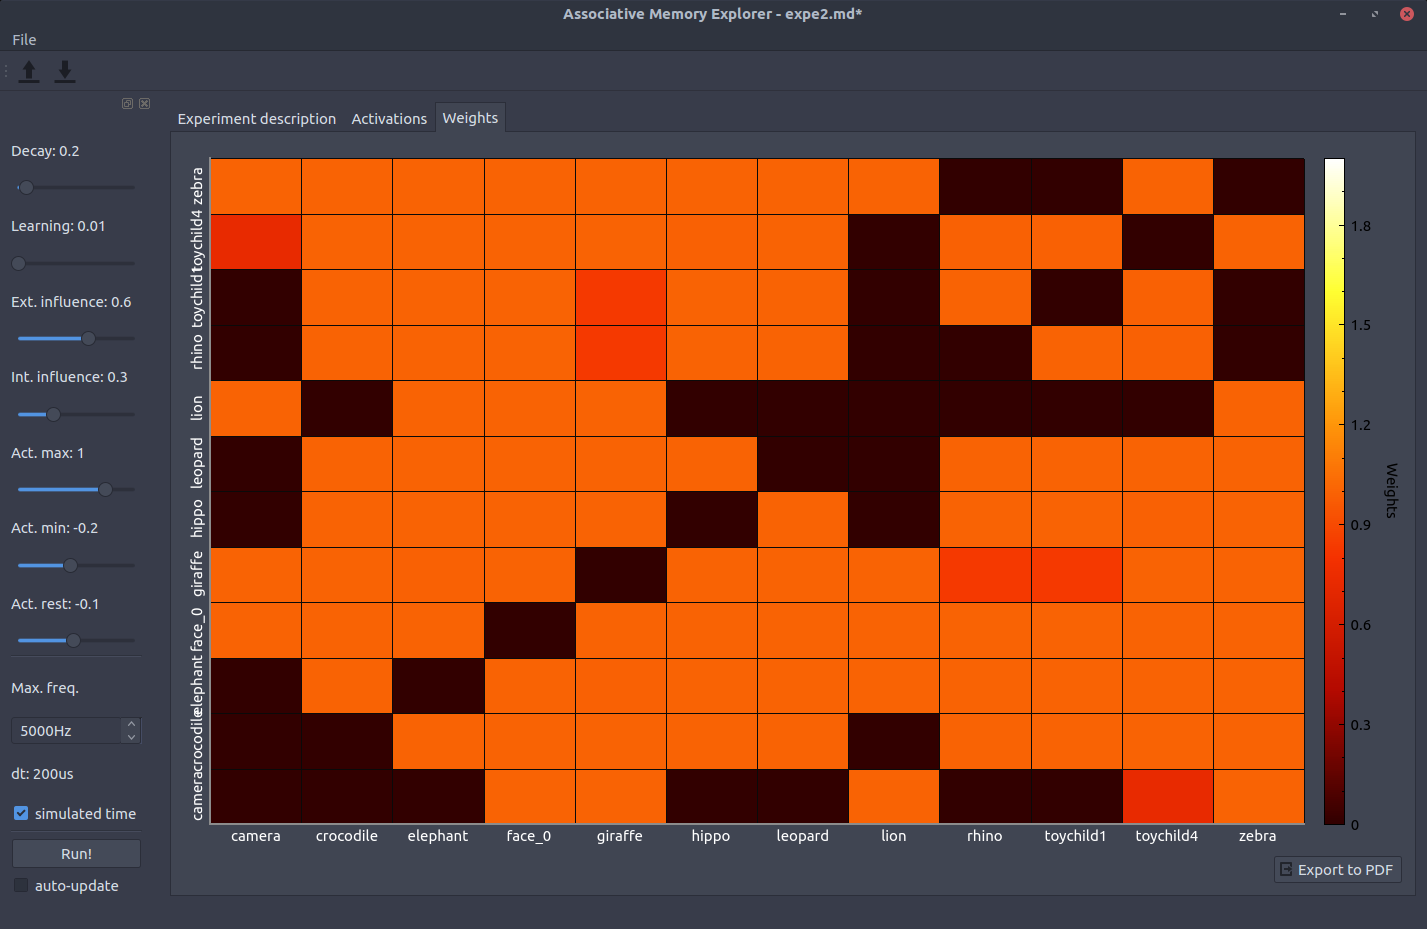 Associative Memory Explorer - expe2.md*
File
Experiment description
Activations
Weights
Decay: 0.2
Learning: 0.01
Ext. influence: 0.6
Int. influence: 0.3
Act. max: 1
Act. min: -0.2
Act. rest: -0.1
Max. freq.
5000Hz
dt: 200us
simulated time
Run!
auto-update
zebra
toychild4
toychild1
rhino
lion
leopard
hippo
giraffe
face_0
elephant
crocodile
camera
camera
crocodile
elephant
face_0
giraffe
hippo
leopard
lion
rhino
toychild1
toychild4
zebra
1.8
1.5
1.2
0.9
0.6
0.3
0
Weights
Export to PDF